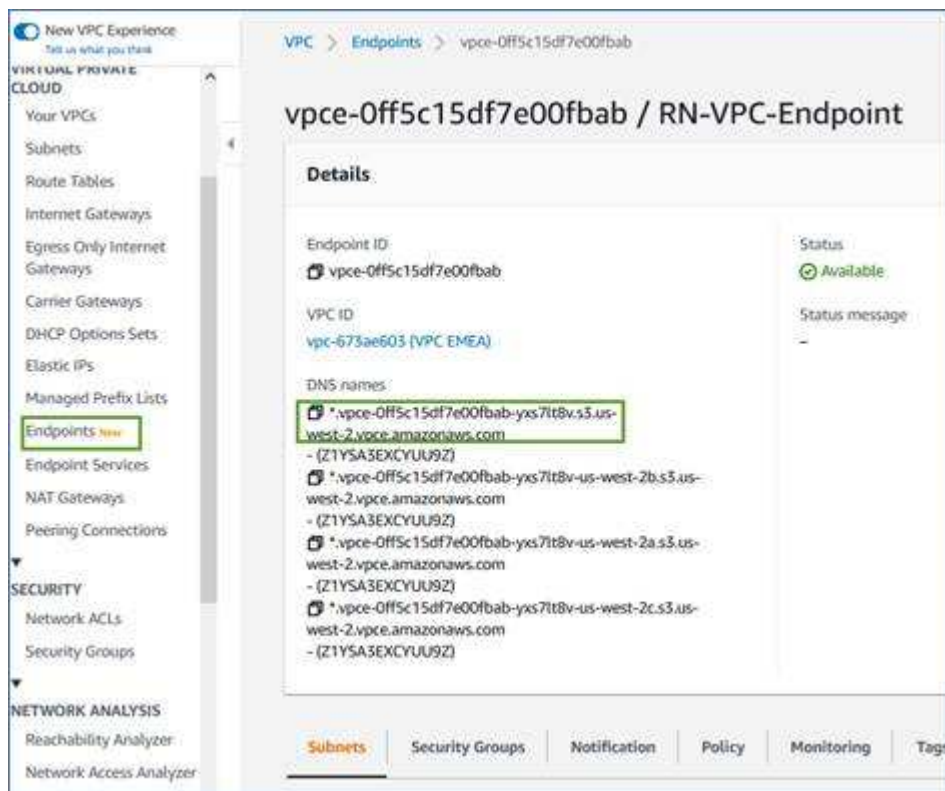 New VPC Experience
Tell us what you think
VIRTUAL PRIVATE
CLOUD
Your VPCs
Subnets
Route Tables
Internet Gateways
Egress Only Internet
Gateways
Carrier Gateways
DHCP Options Sets
Elastic IPs
Managed Prefix Lists
Endpoints New
Endpoint Services
NAT Gateways
Peering Connections
SECURITY
Network ACLs
Security Groups
NETWORK ANALYSIS
Reachability Analyzer
Network Access Analyzer
VPC > Endpoints > vpce-0ff5c15df7e00fbab
vpce-0ff5c15df7e00fbab / RN-VPC-Endpoint
Details
Endpoint ID
vpce-0ff5c15df7e00fbab
VPC ID
vpc-673ae603 (VPC EMEA)
DNS names
*.vpce-0ff5c15df7e00fbab-yxs7lt8v.s3.us-
west-2.vpce.amazonaws.com
- (Z1YSA3EXCYUU9Z)
*.vpce-0ff5c15df7e00fbab-yxs7lt8v-us-west-2b.s3.us-
west-2.vpce.amazonaws.com
- (Z1YSA3EXCYUU9Z)
*.vpce-0ff5c15df7e00fbab-yxs7lt8v-us-west-2a.s3.us-
west-2.vpce.amazonaws.com
- (Z1YSA3EXCYUU9Z)
*.vpce-0ff5c15df7e00fbab-yxs7lt8v-us-west-2c.s3.us-
west-2.vpce.amazonaws.com
- (Z1YSA3EXCYUU9Z)
Status
Available
Status message
-
Subnets Security Groups Notification Policy Monitoring Tags